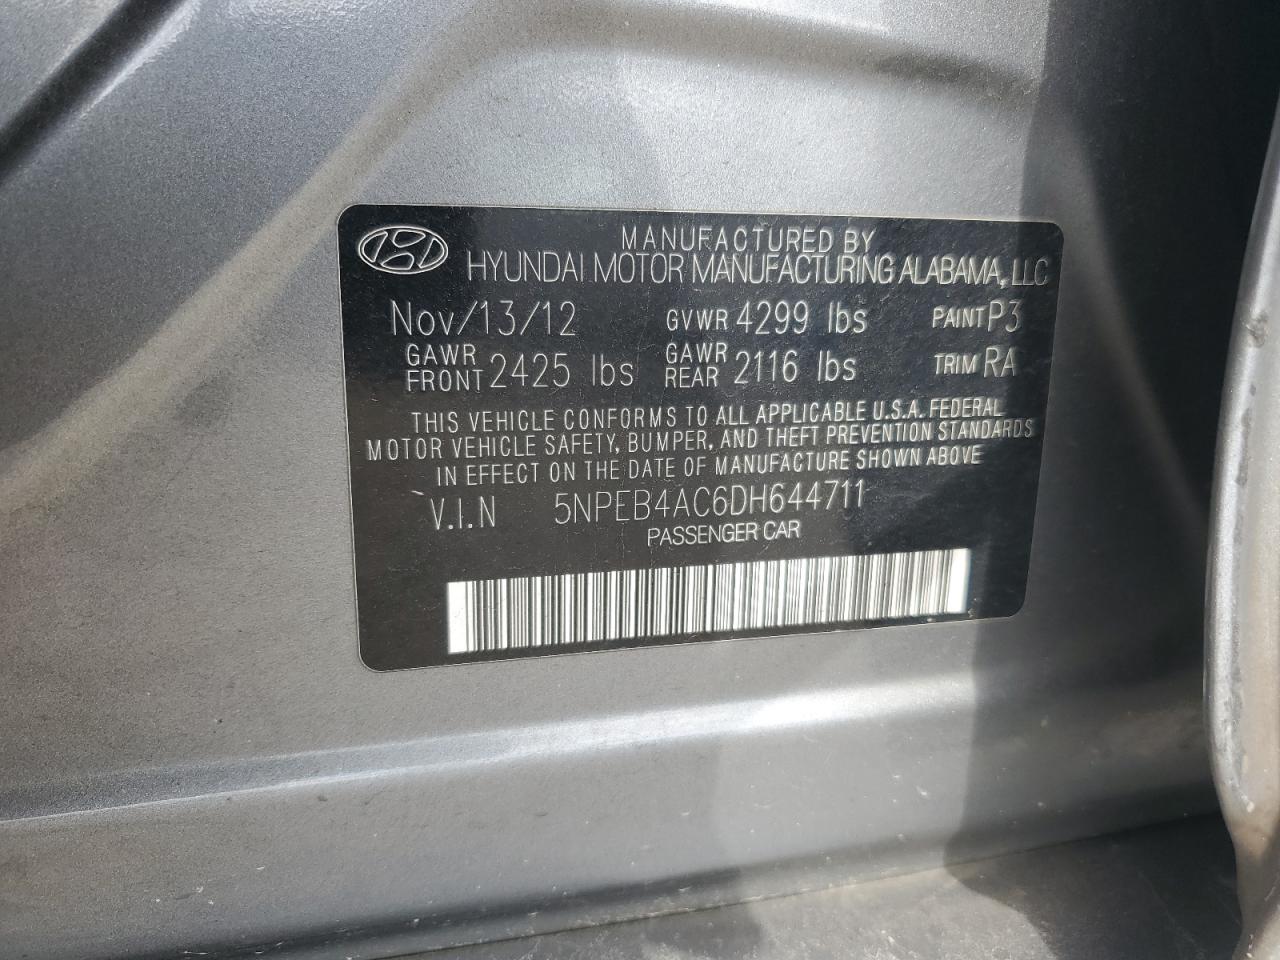 MANUFACTURED BY
HYUNDAI MOTOR MANUFACTURING ALABAMA, LLC
Nov/13/12 GVWR 4299 lbs PAINT P3
GAWR FRONT 2425 lbs GAWR REAR 2116 lbs TRIM RA
THIS VEHICLE CONFORMS TO ALL APPLICABLE U.S.A. FEDERAL
MOTOR VEHICLE SAFETY, BUMPER, AND THEFT PREVENTION STANDARDS
IN EFFECT ON THE DATE OF MANUFACTURE SHOWN ABOVE
V.I.N 5NPEB4AC6DH644711
PASSENGER CAR